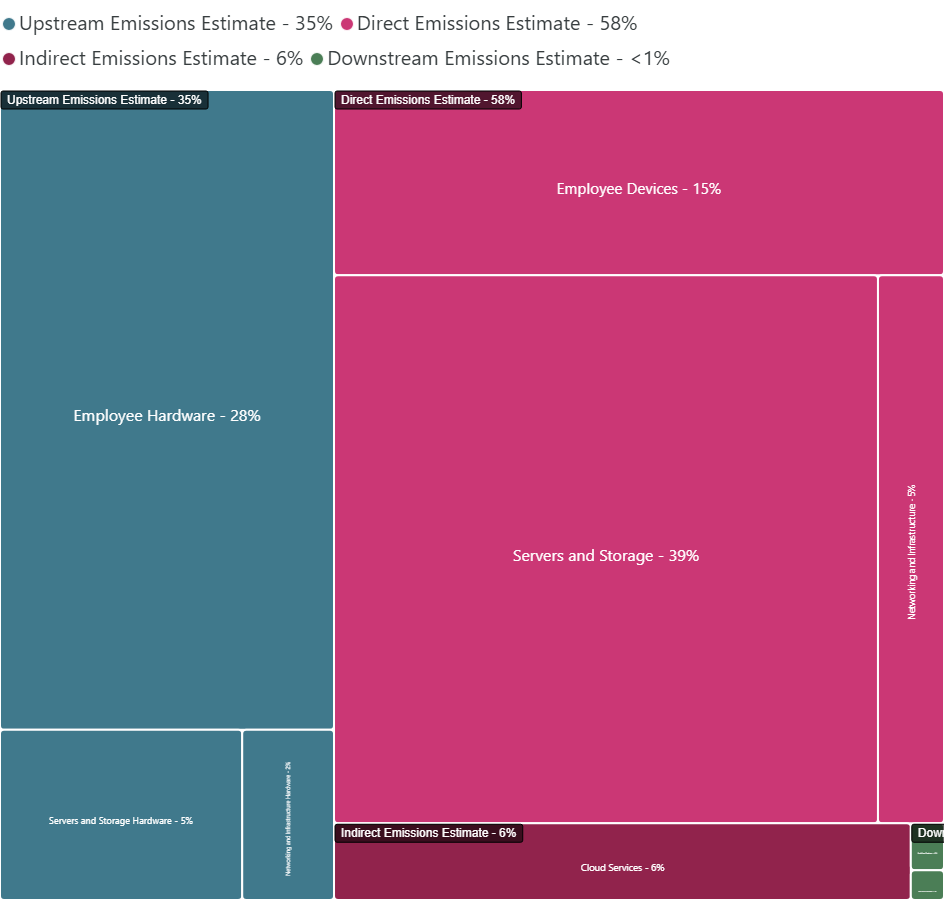 Upstream Emissions Estimate - 35% Direct Emissions Estimate - 58%
Indirect Emissions Estimate - 6% Downstream Emissions Estimate - <1%
Upstream Emissions Estimate - 35%
Direct Emissions Estimate - 58%
Employee Devices - 15%
Employee Hardware - 28%
Servers and Storage - 39%
Networking and Infrastructure - 5%
Servers and Storage Hardware - 5%
Networking and Infrastructure Hardware - 2%
Indirect Emissions Estimate - 6%
Cloud Services - 6%